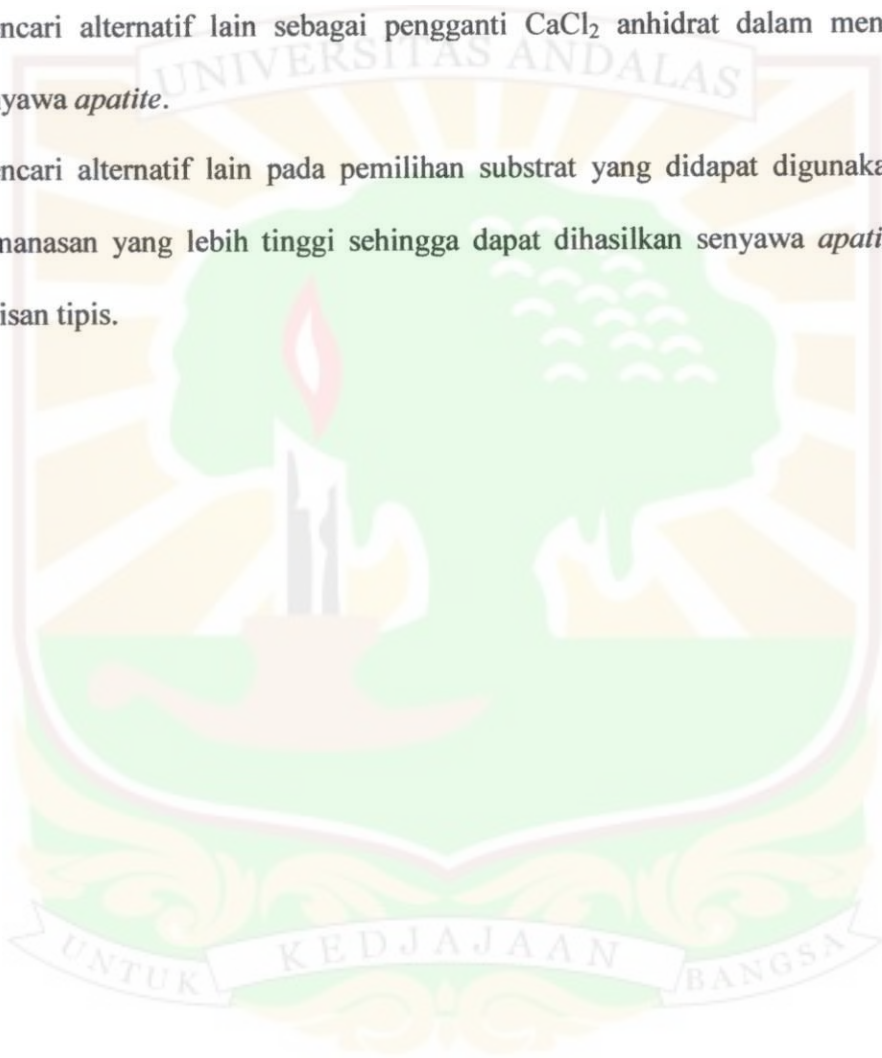 ncari alternatif lain sebagai pengganti CaCl₂ anhidrat dalam men
UNIVERSITAS ANDALAS
yawa apatite.
ncari alternatif lain pada pemilihan substrat yang didapat digunaka
nanasan yang lebih tinggi sehingga dapat dihasilkan senyawa apati
isan tipis.
UNTUK KEDJAJAAN BANGSA